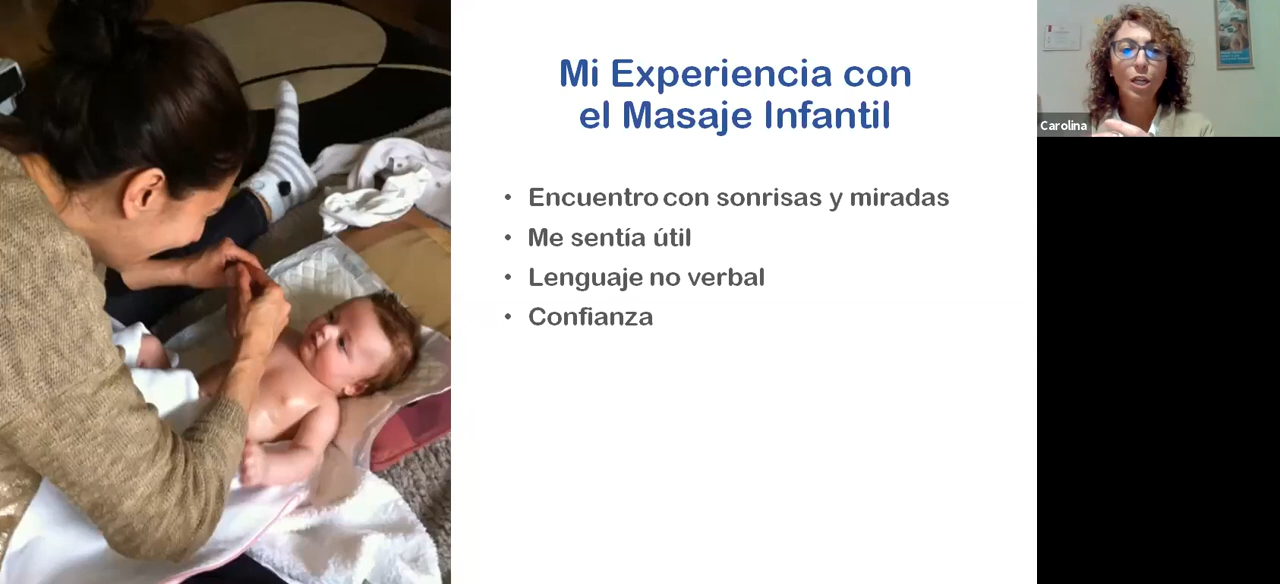 Mi Experiencia con
el Masaje Infantil
• Encuentro con sonrisas y miradas
• Me sentía útil
• Lenguaje no verbal
• Confianza
Carolina